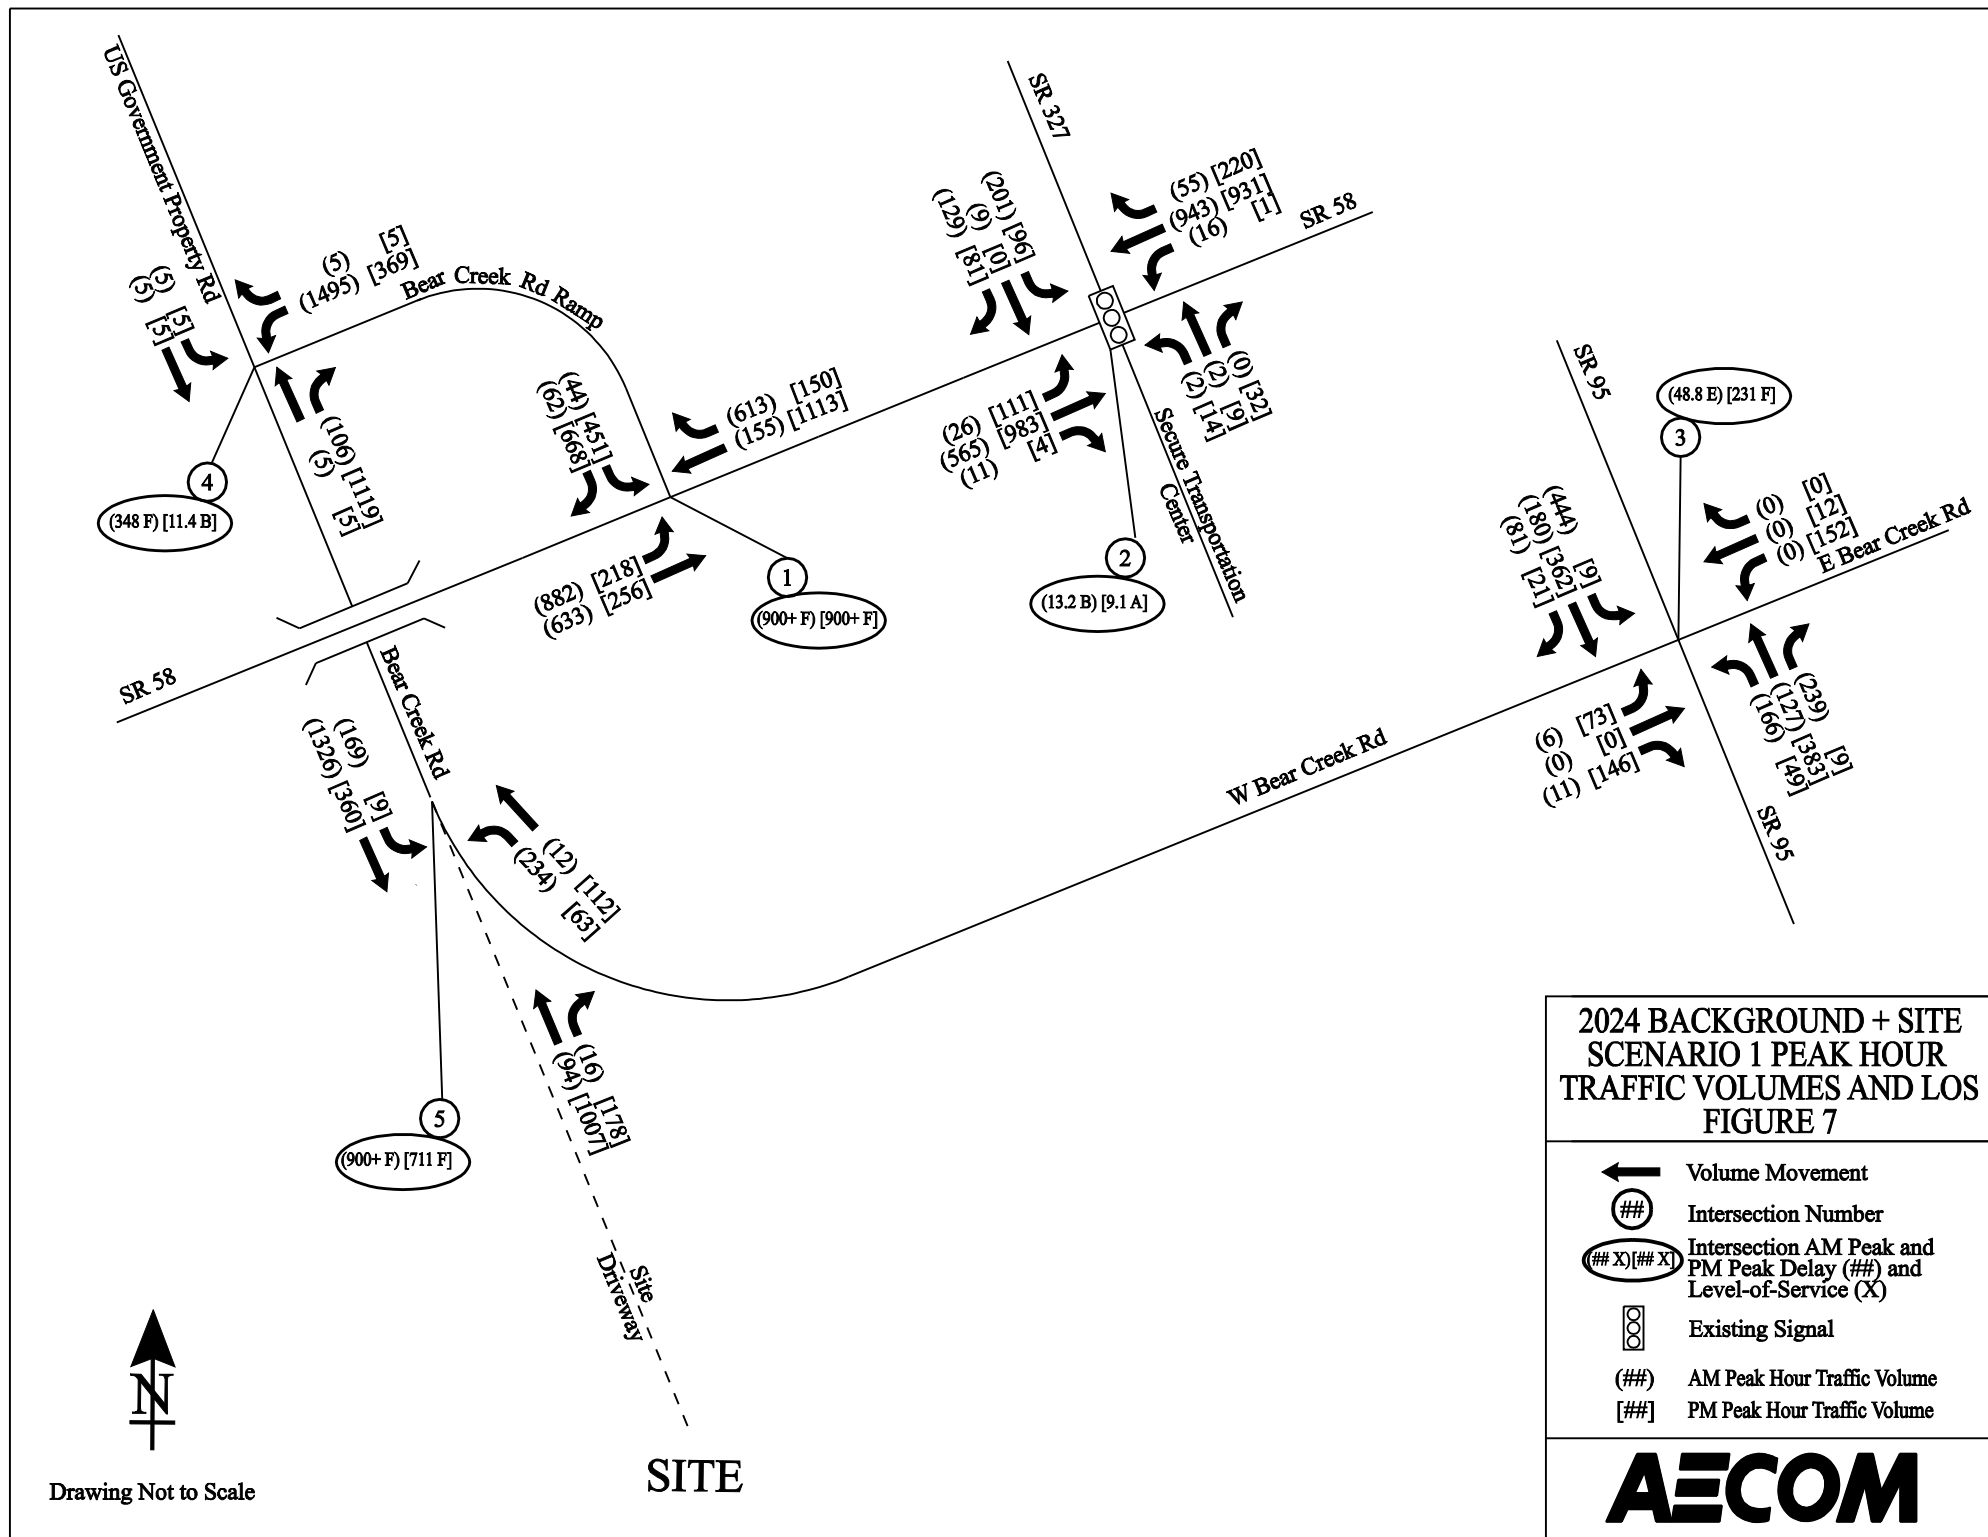 US Government Property Rd
(5) [5]
(5) [5]
(5) [5]
(1495) [369]
Bear Creek Rd Ramp
(106) [1119]
(5) [5]
4
(348 F) [11.4 B]
(44) [451]
(62) [668]
(613) [150]
(155) [1113]
(882) [218]
(633) [256]
1
(900+ F) [900+ F]
SR 327
(201) [96]
(9) [0]
(129) [81]
(55) [220]
(943) [931]
(16) [1]
SR 58
(26) [111]
(565) [983]
(11) [4]
(0) [32]
(2) [9]
(2) [14]
Secure Transportation
Center
2
(13.2 B) [9.1 A]
SR 95
(48.8 E) [231 F]
3
(444) [9]
(180) [362]
(81) [21]
(0) [0]
(0) [12]
(0) [152]
E Bear Creek Rd
(6) [73]
(0) [0]
(11) [146]
(239) [9]
(127) [383]
(166) [49]
SR 95
W Bear Creek Rd
SR 58
Bear Creek Rd
(169) [9]
(1326) [360]
(12) [112]
(234) [63]
(16) [178]
(94) [1007]
5
(900+ F) [711 F]
Site
Driveway
SITE
N
Drawing Not to Scale
2024 BACKGROUND + SITE
SCENARIO 1 PEAK HOUR
TRAFFIC VOLUMES AND LOS
FIGURE 7
Volume Movement
## Intersection Number
(## X)[## X] Intersection AM Peak and
PM Peak Delay (##) and
Level-of-Service (X)
Existing Signal
(##) AM Peak Hour Traffic Volume
[##] PM Peak Hour Traffic Volume
AECOM